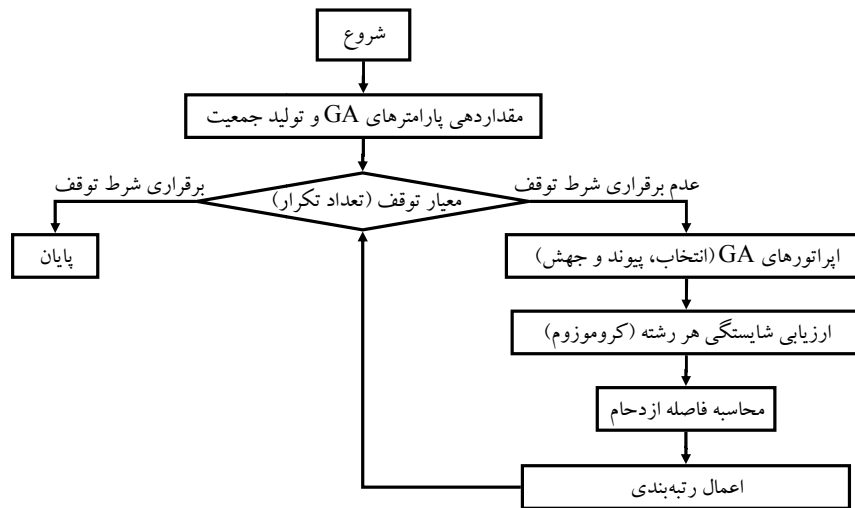 شروع
مقداردهی پارامترهای GA و تولید جمعیت
معیار توقف (تعداد تکرار)
عدم برقراری شرط توقف
برقراری شرط توقف
اپراتورهای GA (انتخاب، پیوند و جهش)
پایان
ارزیابی شایستگی هر رشته (کروموزوم)
محاسبه فاصله ازدحام
اعمال رتبه‌بندی